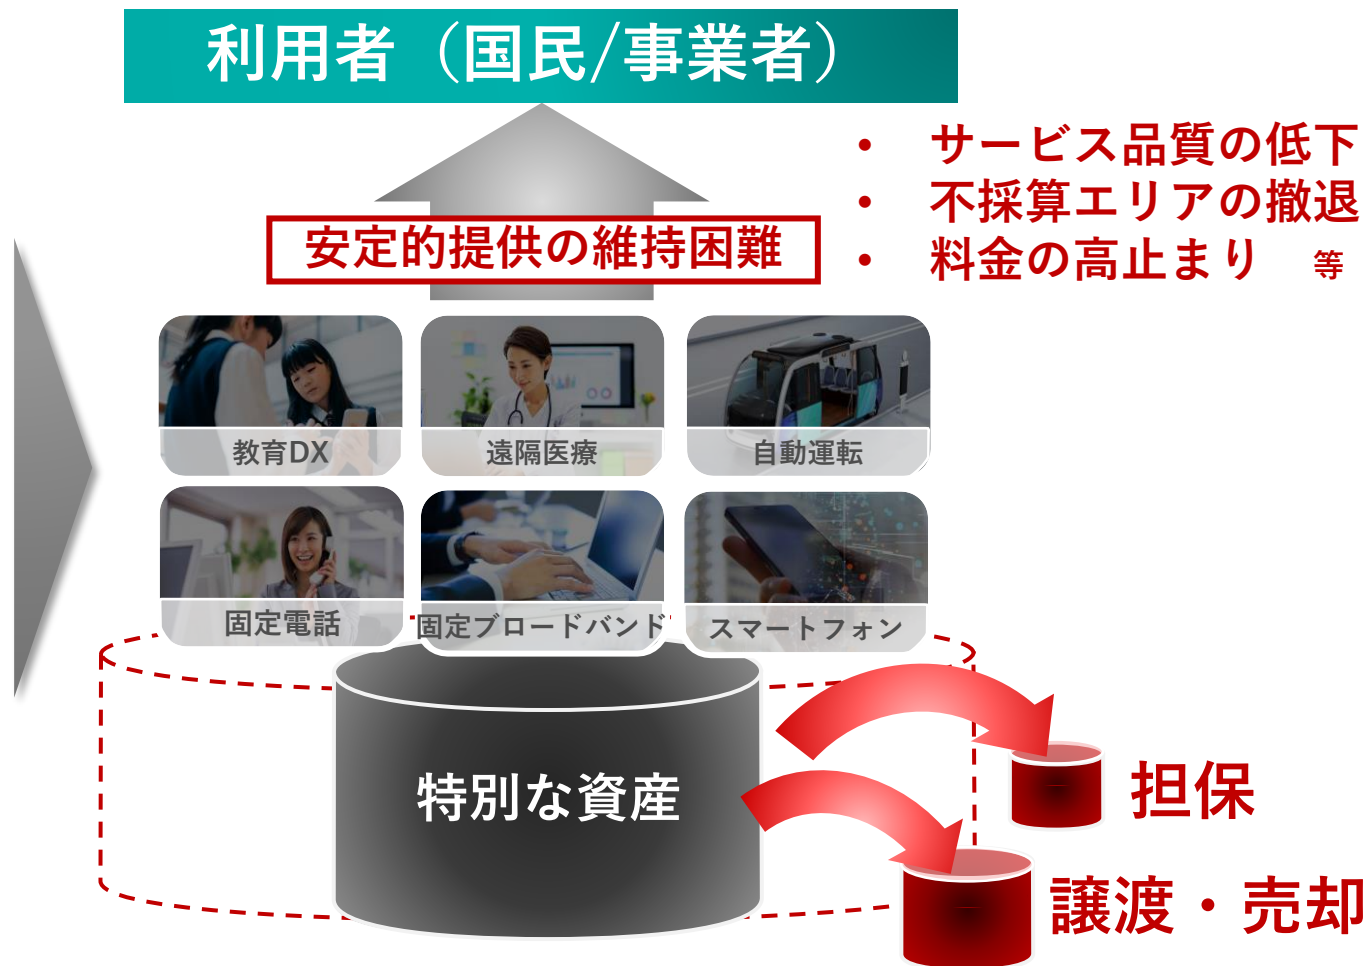 利用者（国民/事業者）
• サービス品質の低下
• 不採算エリアの撤退
• 料金の高止まり 等
安定的提供の維持困難
教育DX
遠隔医療
自動運転
固定電話
固定ブロードバンド
スマートフォン
特別な資産
担保
譲渡・売却